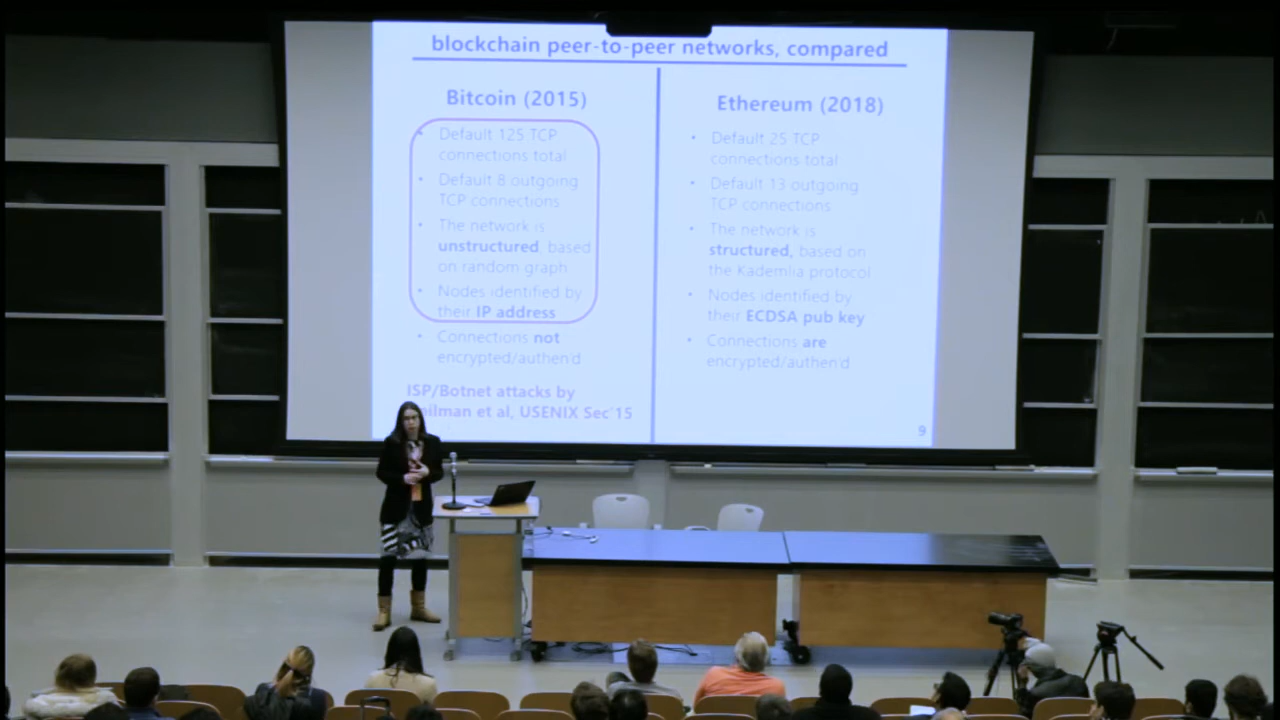 blockchain peer-to-peer networks, compared
Bitcoin (2015)
• Default 125 TCP
connections total
• Default 8 outgoing
TCP connections
• The network is
unstructured, based
on random graph
• Nodes identified by
their IP address
• Connections not
encrypted/authen'd
ISP/Botnet attacks by
eilman et al, USENIX Sec'15
Ethereum (2018)
• Default 25 TCP
connections total
• Default 13 outgoing
TCP connections
• The network is
structured, based on
the Kademlia protocol
• Nodes identified by
their ECDSA pub key
• Connections are
encrypted/authen'd
9